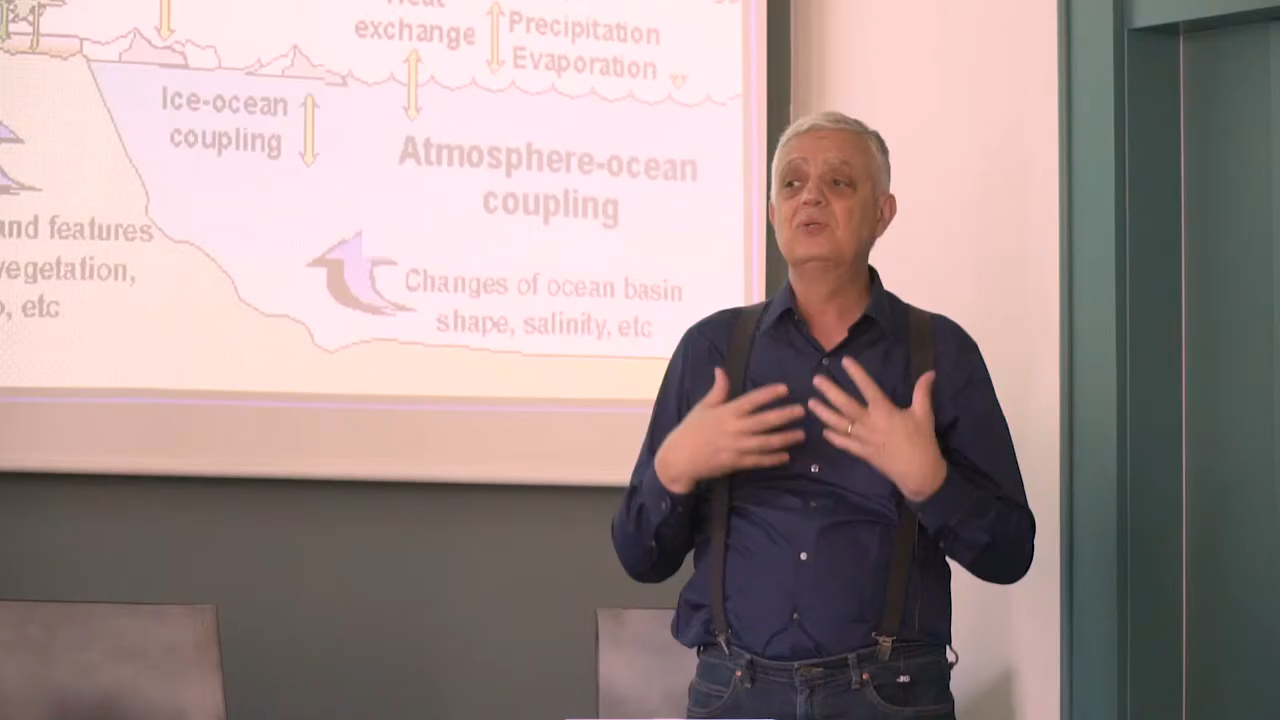 Heat
exchange
Precipitation
Evaporation
Ice-ocean
coupling
Atmosphere-ocean
coupling
and features
vegetation,
, etc
Changes of ocean basin
shape, salinity, etc